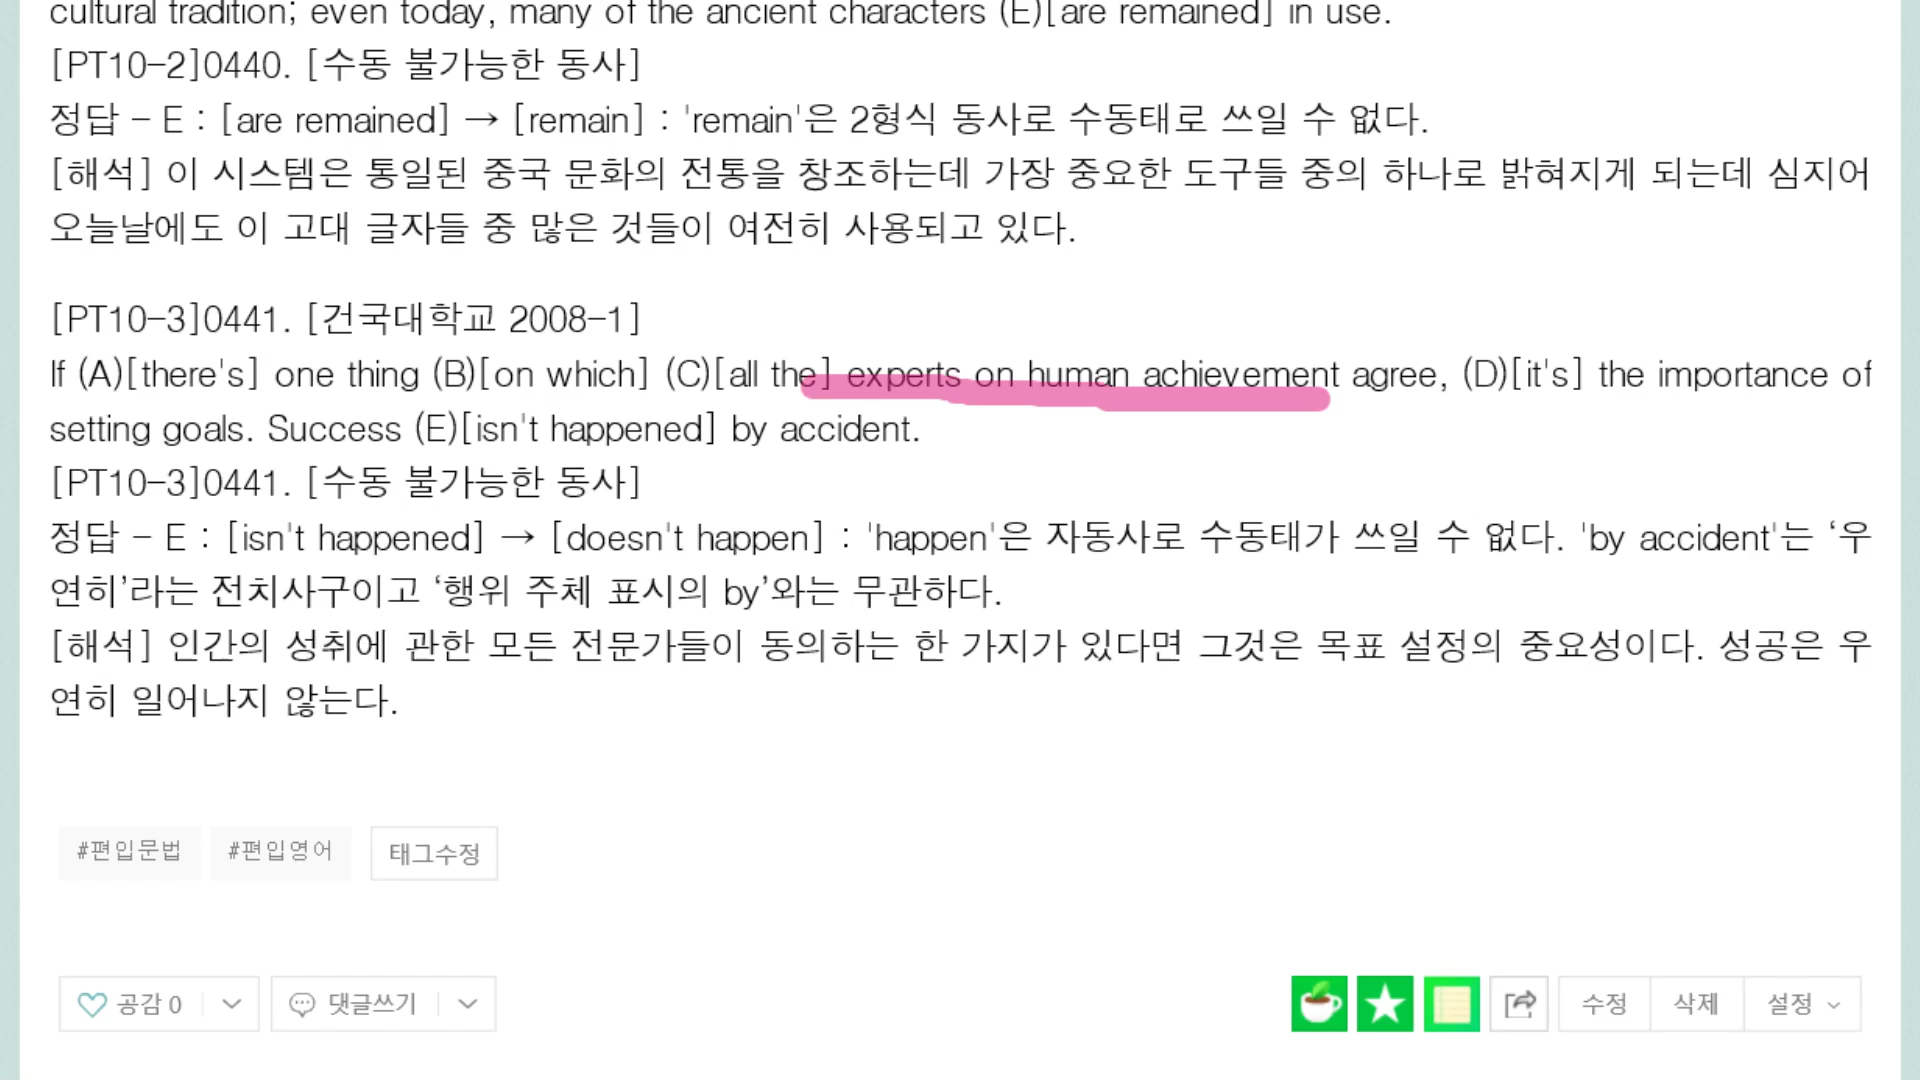 cultural tradition; even today, many of the ancient characters (E)[are remained] in use.
[PT10-2]0440. [수동 불가능한 동사]
정답 - E : [are remained] → [remain] : 'remain'은 2형식 동사로 수동태로 쓰일 수 없다.
[해석] 이 시스템은 통일된 중국 문화의 전통을 창조하는데 가장 중요한 도구들 중의 하나로 밝혀지게 되는데 심지어
오늘날에도 이 고대 글자들 중 많은 것들이 여전히 사용되고 있다.
[PT10-3]0441. [건국대학교 2008-1]
If (A)[there's] one thing (B)[on which] (C)[all the] experts on human achievement agree, (D)[it's] the importance of
setting goals. Success (E)[isn't happened] by accident.
[PT10-3]0441. [수동 불가능한 동사]
정답 - E : [isn't happened] → [doesn't happen] : 'happen'은 자동사로 수동태가 쓰일 수 없다. 'by accident'는 ‘우
연히’라는 전치사구이고 ‘행위 주체 표시의 by’와는 무관하다.
[해석] 인간의 성취에 관한 모든 전문가들이 동의하는 한 가지가 있다면 그것은 목표 설정의 중요성이다. 성공은 우
연히 일어나지 않는다.
#편입문법 #편입영어 태그수정
공감 0 댓글쓰기 수정 삭제 설정